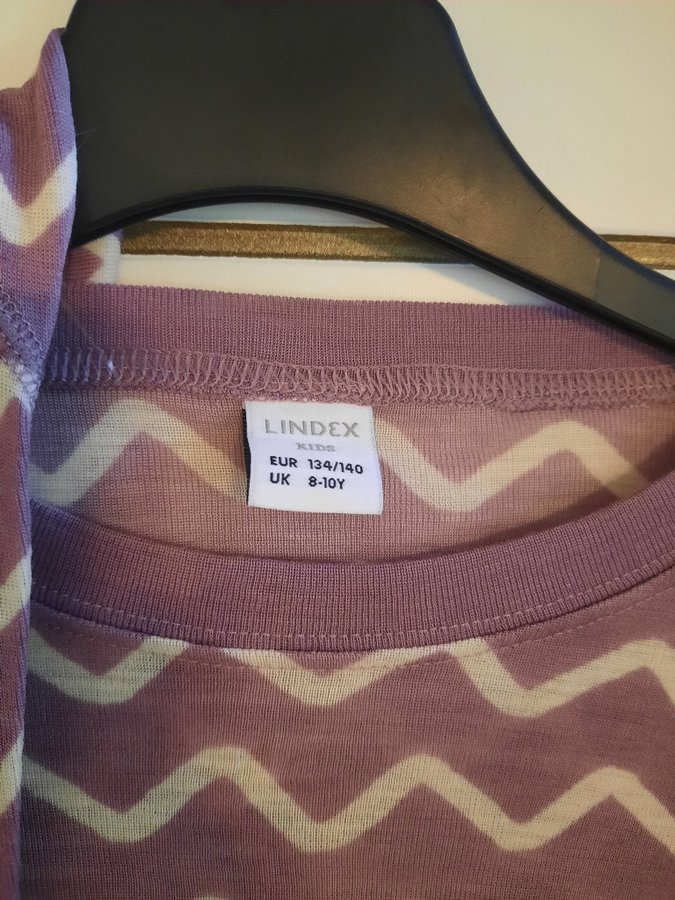 LINDEX
KIDS
EUR 134/140
UK 8-10Y